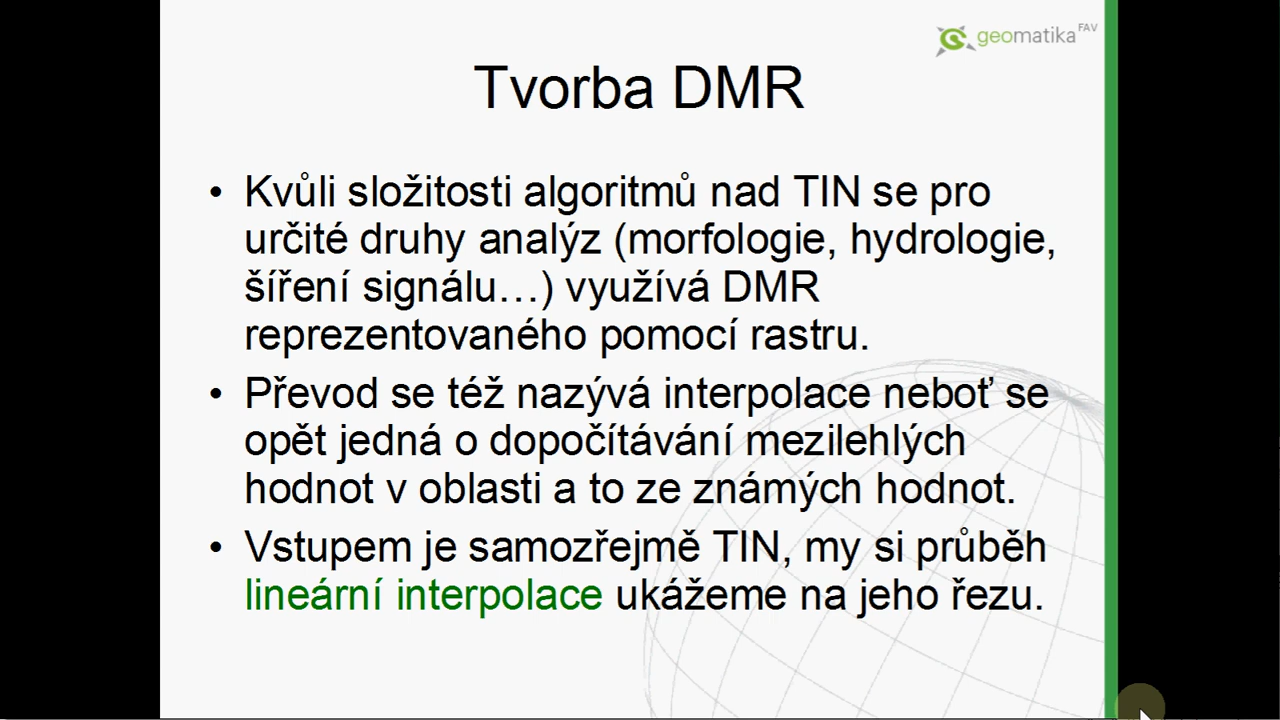 geomatika FAV
Tvorba DMR
• Kvůli složitosti algoritmů nad TIN se pro
určité druhy analýz (morfologie, hydrologie,
šíření signálu…) využívá DMR
reprezentovaného pomocí rastru.
• Převod se též nazývá interpolace neboť se
opět jedná o dopočítávání mezilehlých
hodnot v oblasti a to ze známých hodnot.
• Vstupem je samozřejmě TIN, my si průběh
lineární interpolace ukážeme na jeho řezu.